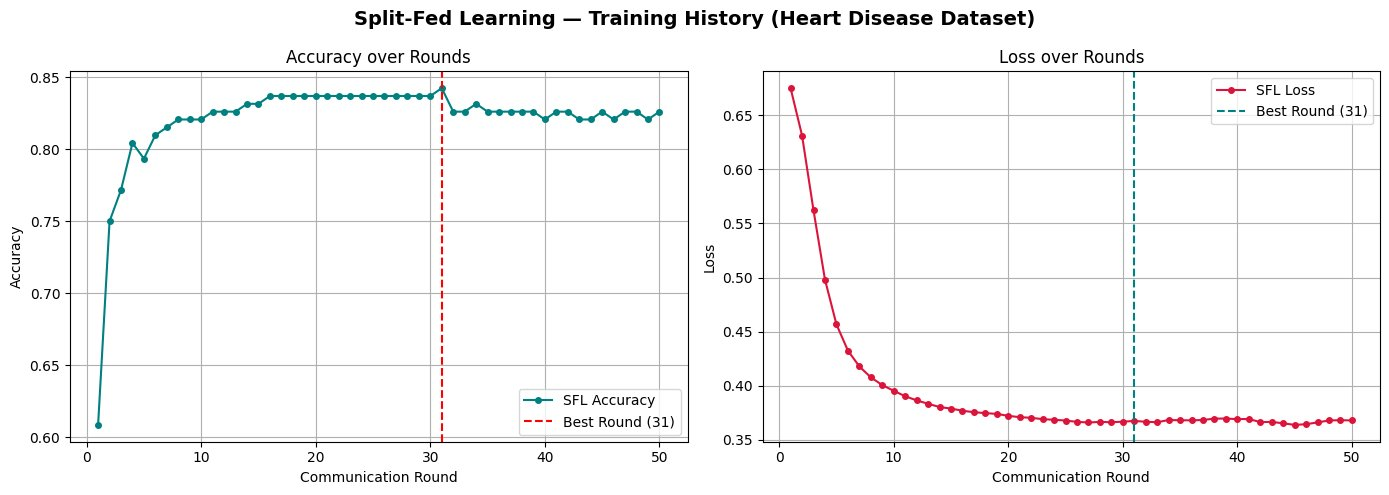 Split-Fed Learning — Training History (Heart Disease Dataset)
Accuracy over Rounds
0.85
0.80
0.75
0.70
0.65
0.60
Accuracy
0
10
20
30
40
50
Communication Round
SFL Accuracy
Best Round (31)
Loss over Rounds
0.65
0.60
0.55
0.50
0.45
0.40
0.35
Loss
0
10
20
30
40
50
Communication Round
SFL Loss
Best Round (31)